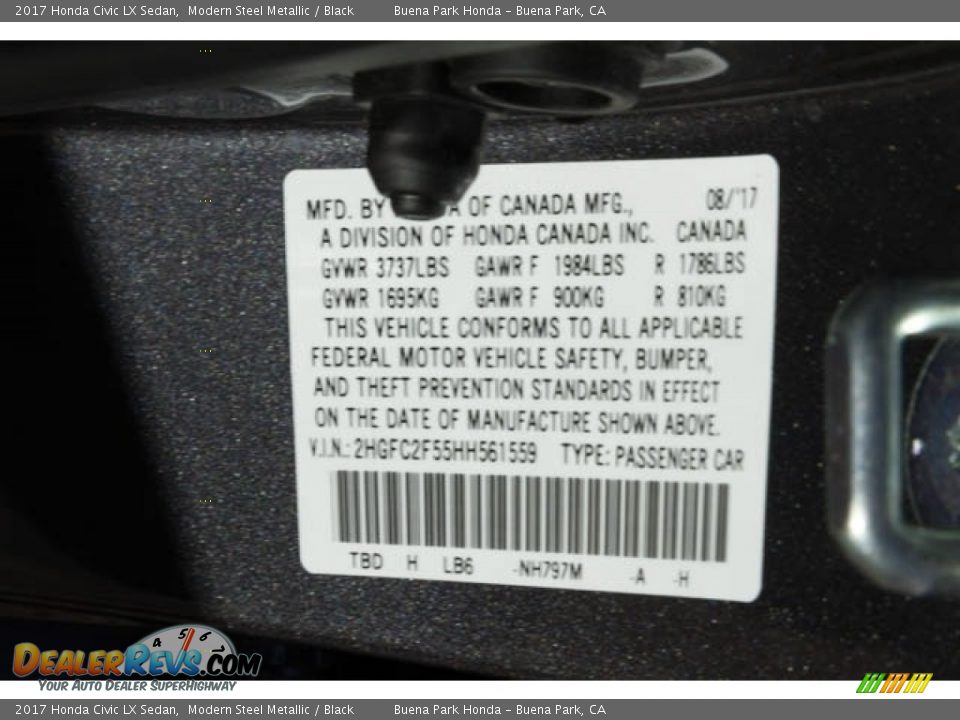 2017 Honda Civic LX Sedan, Modern Steel Metallic / Black Buena Park Honda - Buena Park, CA
MFD. BY A OF CANADA MFG., 08/'17
A DIVISION OF HONDA CANADA INC. CANADA
GVWR 3737LBS GAWR F 1984LBS R 1786LBS
GVWR 1695KG GAWR F 900KG R 810KG
THIS VEHICLE CONFORMS TO ALL APPLICABLE
FEDERAL MOTOR VEHICLE SAFETY, BUMPER,
AND THEFT PREVENTION STANDARDS IN EFFECT
ON THE DATE OF MANUFACTURE SHOWN ABOVE.
V.I.N.: 2HGFC2F55HH561559 TYPE: PASSENGER CAR
TBD H LB6 -NH797M -A -H
4 5 6
DealerRevs.com
Your Auto Dealer SuperHighway
2017 Honda Civic LX Sedan, Modern Steel Metallic / Black Buena Park Honda - Buena Park, CA